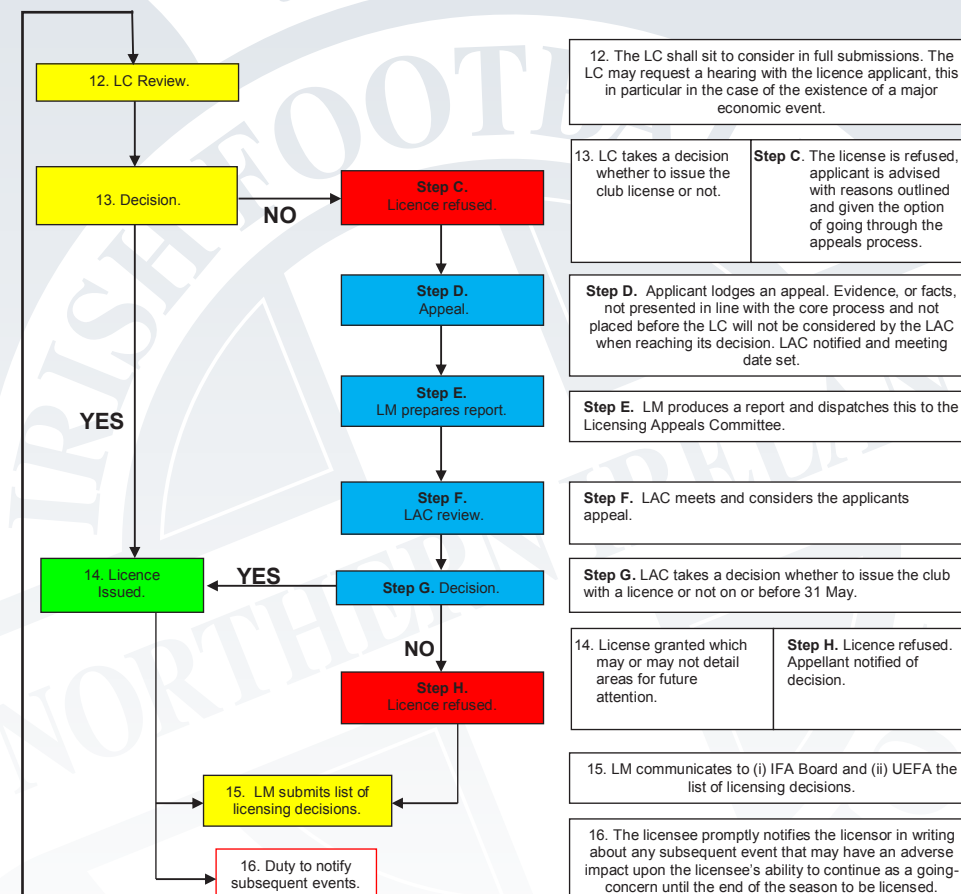 12. LC Review.
12. The LC shall sit to consider in full submissions. The
LC may request a hearing with the licence applicant, this
in particular in the case of the existence of a major
economic event.
13. Decision.
NO
Step C.
Licence refused.
13. LC takes a decision
whether to issue the
club license or not.
Step C. The license is refused,
applicant is advised
with reasons outlined
and given the option
of going through the
appeals process.
Step D.
Appeal.
Step D. Applicant lodges an appeal. Evidence, or facts,
not presented in line with the core process and not
placed before the LC will not be considered by the LAC
when reaching its decision. LAC notified and meeting
date set.
YES
Step E.
LM prepares report.
Step E. LM produces a report and dispatches this to the
Licensing Appeals Committee.
Step F.
LAC review.
Step F. LAC meets and considers the applicants
appeal.
14. Licence
Issued.
YES
Step G. Decision.
Step G. LAC takes a decision whether to issue the club
with a licence or not on or before 31 May.
NO
Step H.
Licence refused.
14. License granted which
may or may not detail
areas for future
attention.
Step H. Licence refused.
Appellant notified of
decision.
15. LM submits list of
licensing decisions.
15. LM communicates to (i) IFA Board and (ii) UEFA the
list of licensing decisions.
16. Duty to notify
subsequent events.
16. The licensee promptly notifies the licensor in writing
about any subsequent event that may have an adverse
impact upon the licensee's ability to continue as a going-
concern until the end of the season to be licensed.
IRISH
NORTHERN